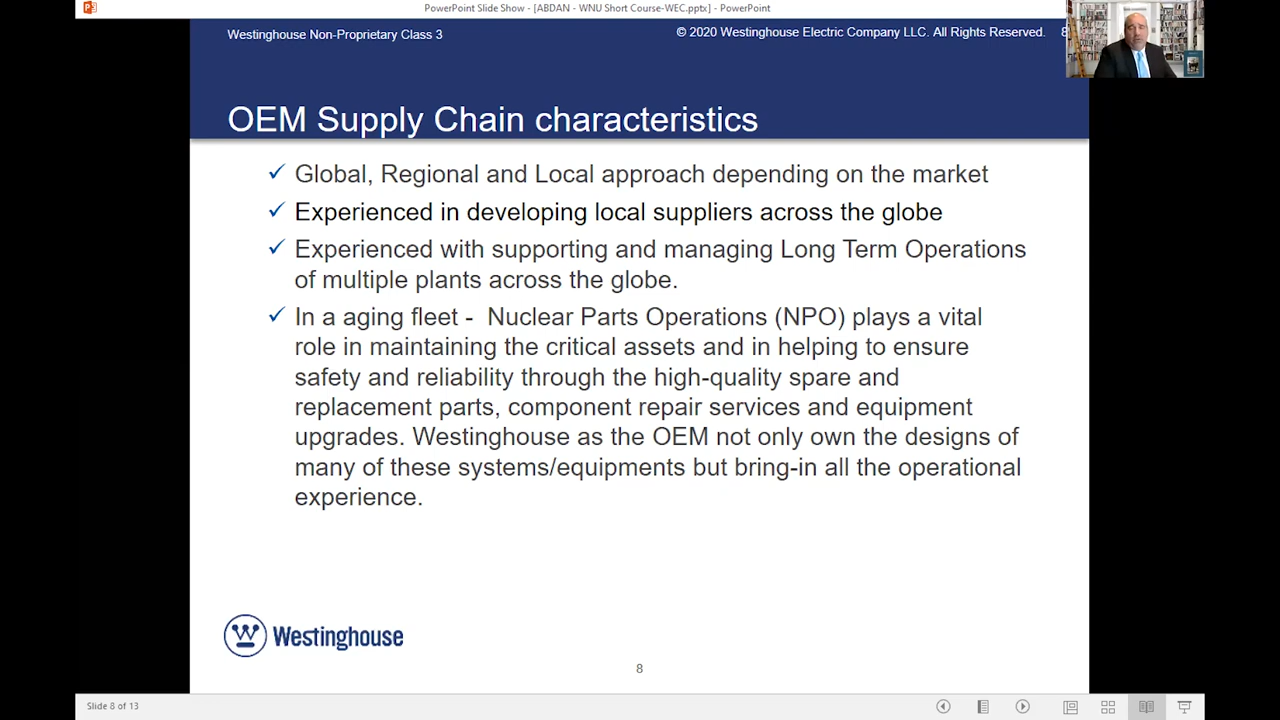 PowerPoint Slide Show - [ABDAN - WNU Short Course-WEC.pptx] - PowerPoint
Westinghouse Non-Proprietary Class 3
© 2020 Westinghouse Electric Company LLC. All Rights Reserved.
OEM Supply Chain characteristics
✓ Global, Regional and Local approach depending on the market
✓ Experienced in developing local suppliers across the globe
✓ Experienced with supporting and managing Long Term Operations
of multiple plants across the globe.
✓ In a aging fleet - Nuclear Parts Operations (NPO) plays a vital
role in maintaining the critical assets and in helping to ensure
safety and reliability through the high-quality spare and
replacement parts, component repair services and equipment
upgrades. Westinghouse as the OEM not only own the designs of
many of these systems/equipments but bring-in all the operational
experience.
Westinghouse
8
Slide 8 of 13